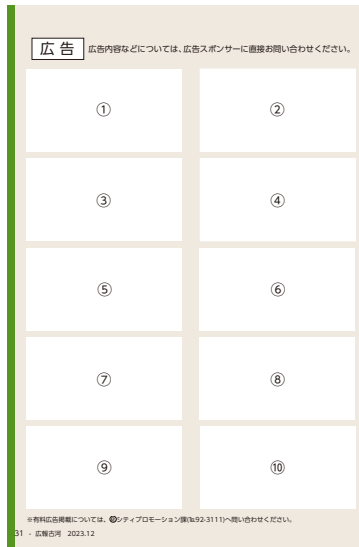 広 告 広告内容などについては、広告スポンサーに直接お問い合わせください。
① ②
③ ④
⑤ ⑥
⑦ ⑧
⑨ ⑩
※有料広告掲載については、シティプロモーション課(℡92-3111)へ問い合わせください。
31 - 広報古河 2023.12